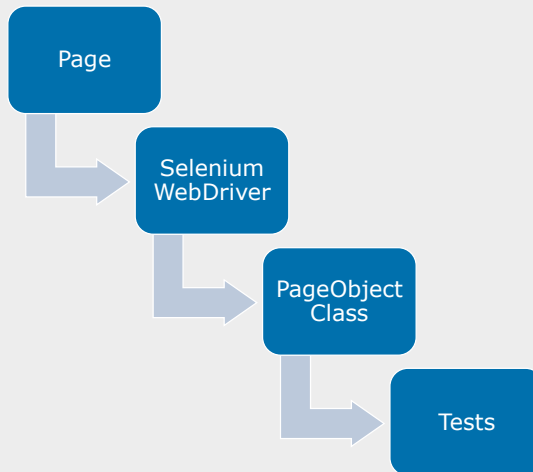 Page
Selenium
WebDriver
PageObject
Class
Tests